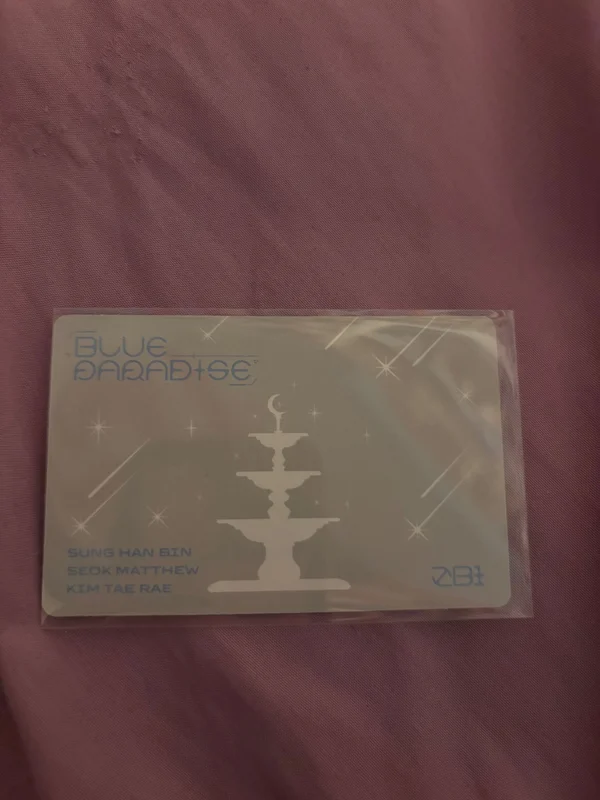 BLUE
PARADISE
SUNG HAN BIN
SEOK MATTHEW
KIM TAE RAE
ZB1